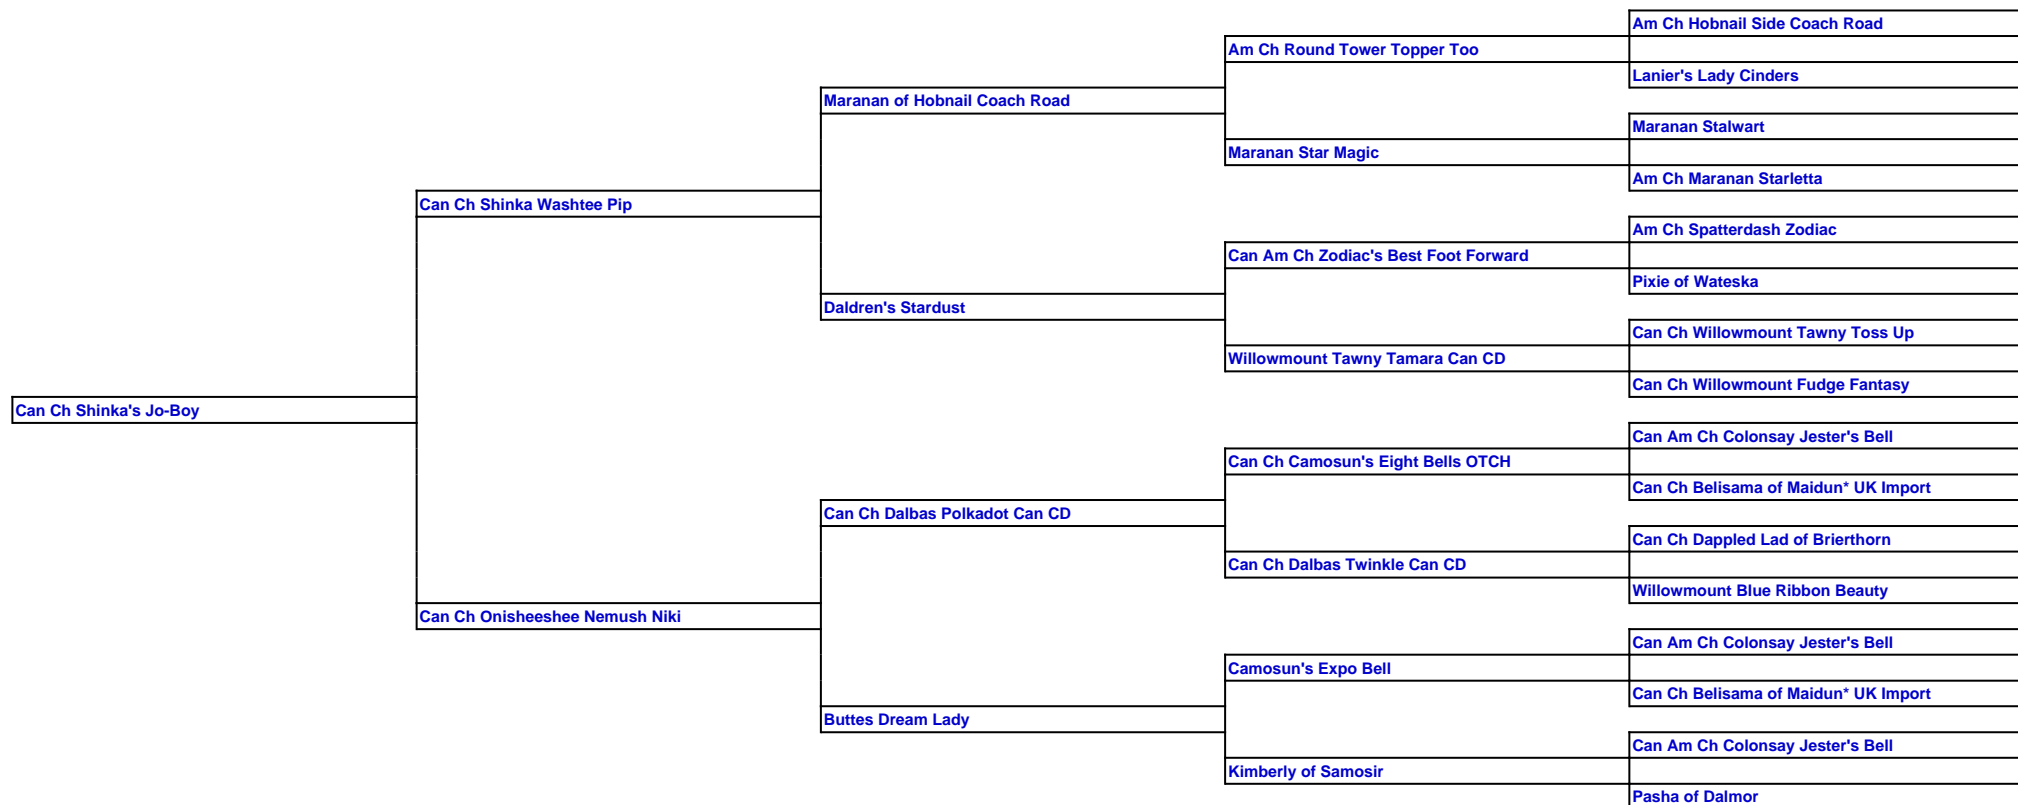 Am Ch Hobnail Side Coach Road
Am Ch Round Tower Topper Too
Lanier's Lady Cinders
Maranan of Hobnail Coach Road
Maranan Stalwart
Maranan Star Magic
Am Ch Maranan Starletta
Can Ch Shinka Washtee Pip
Am Ch Spatterdash Zodiac
Can Am Ch Zodiac's Best Foot Forward
Pixie of Wateska
Daldren's Stardust
Can Ch Willowmount Tawny Toss Up
Willowmount Tawny Tamara Can CD
Can Ch Willowmount Fudge Fantasy
Can Ch Shinka's Jo-Boy
Can Am Ch Colonsay Jester's Bell
Can Ch Camosun's Eight Bells OTCH
Can Ch Belisama of Maidun* UK Import
Can Ch Dalbas Polkadot Can CD
Can Ch Dappled Lad of Brierthorn
Can Ch Dalbas Twinkle Can CD
Willowmount Blue Ribbon Beauty
Can Ch Onisheeshee Nemush Niki
Can Am Ch Colonsay Jester's Bell
Camosun's Expo Bell
Can Ch Belisama of Maidun* UK Import
Buttes Dream Lady
Can Am Ch Colonsay Jester's Bell
Kimberly of Samosir
Pasha of Dalmor